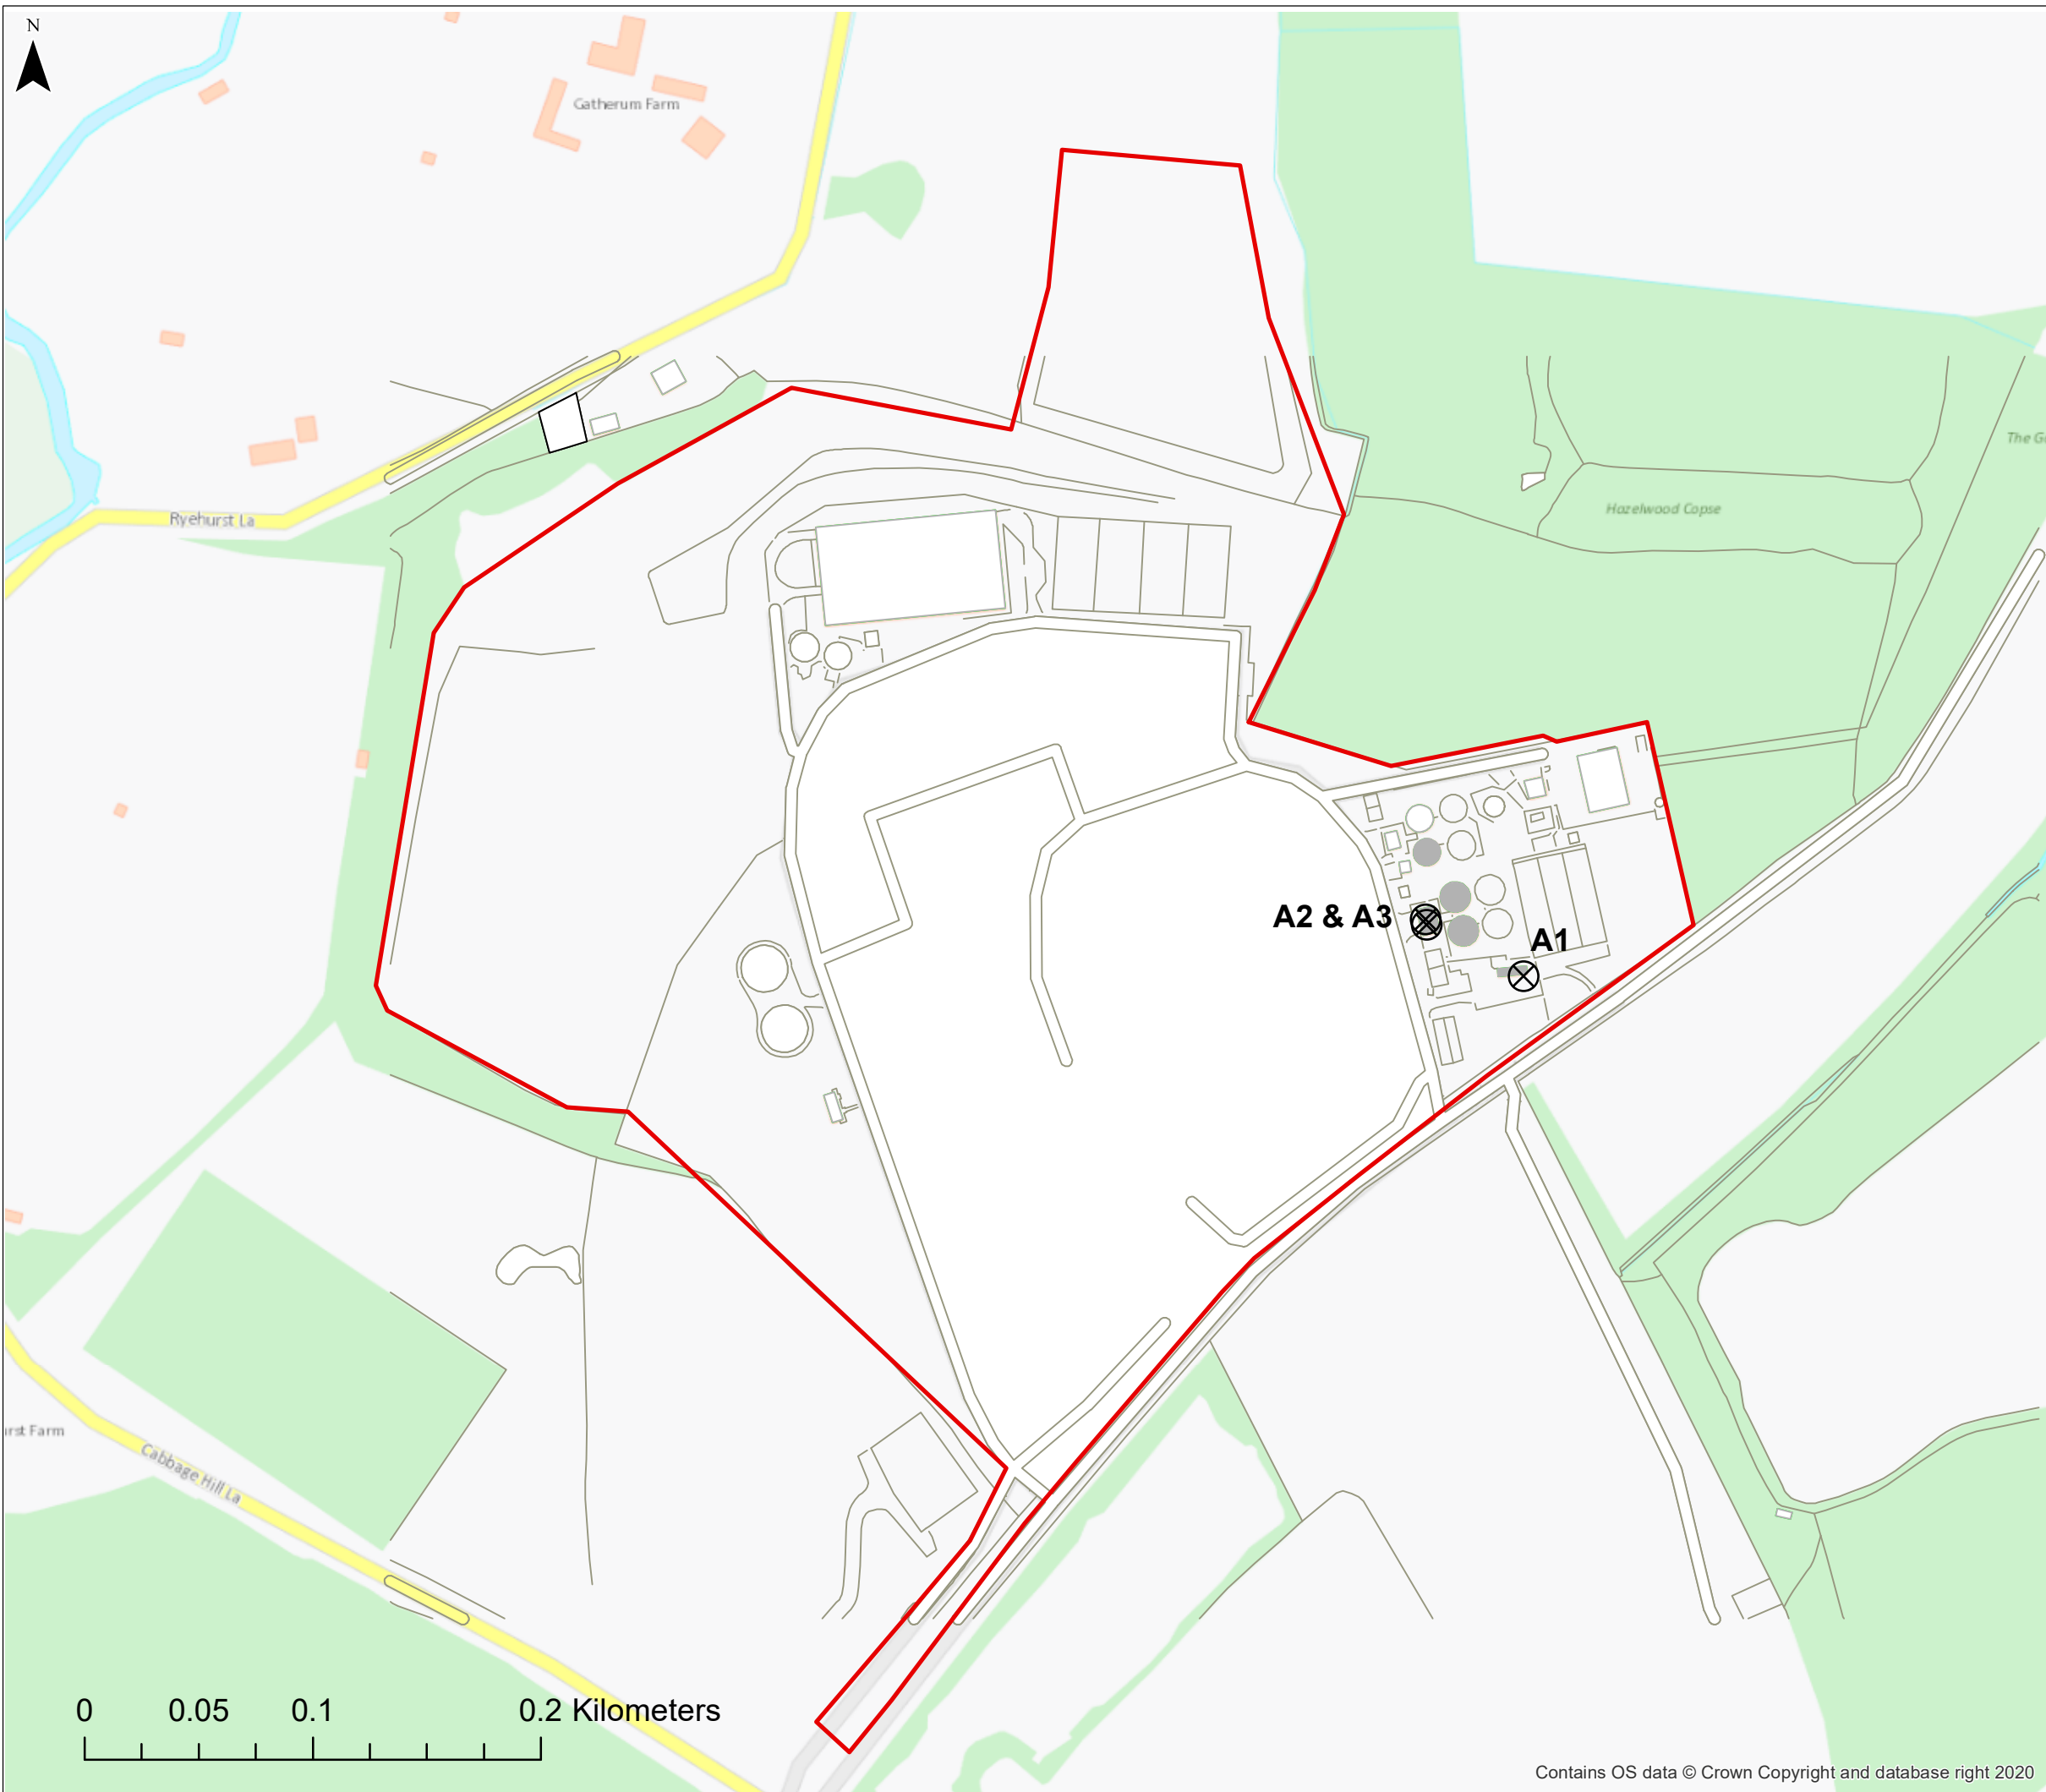 N
Gatherum Farm
The G
Ryehurst La
Hazelwood Copse
A2 & A3
A1
urst Farm
Cabbage Hill La
0 0.05 0.1 0.2 Kilometers
Contains OS data © Crown Copyright and database right 2020